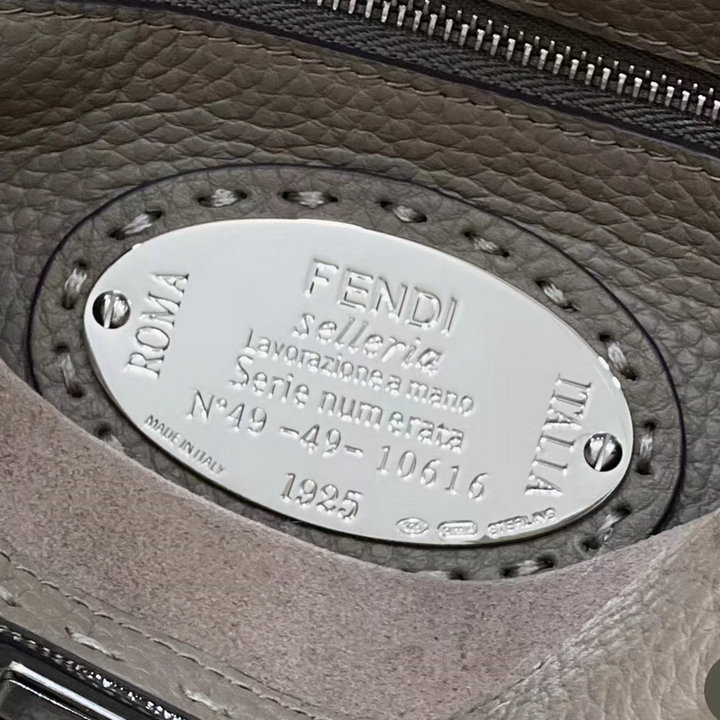 FENDI
selleria
Lavorazione a mano
Serie numerata
N°49 -49- 10616
1925
ROMA
ITALIA
MADE IN ITALY
STERLING